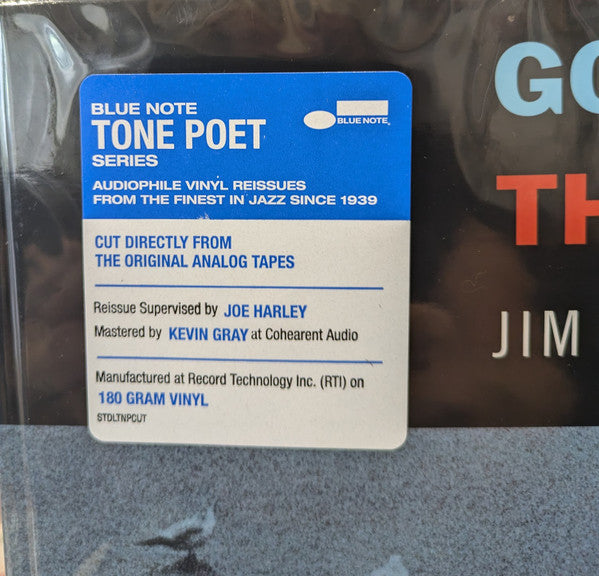 BLUE NOTE
TONE POET
SERIES
BLUE NOTE®
AUDIOPHILE VINYL REISSUES
FROM THE FINEST IN JAZZ SINCE 1939
CUT DIRECTLY FROM
THE ORIGINAL ANALOG TAPES
Reissue Supervised by JOE HARLEY
Mastered by KEVIN GRAY at Cohearent Audio
Manufactured at Record Technology Inc. (RTI) on
180 GRAM VINYL
STDLTNPCUT
GO
TH
JIM